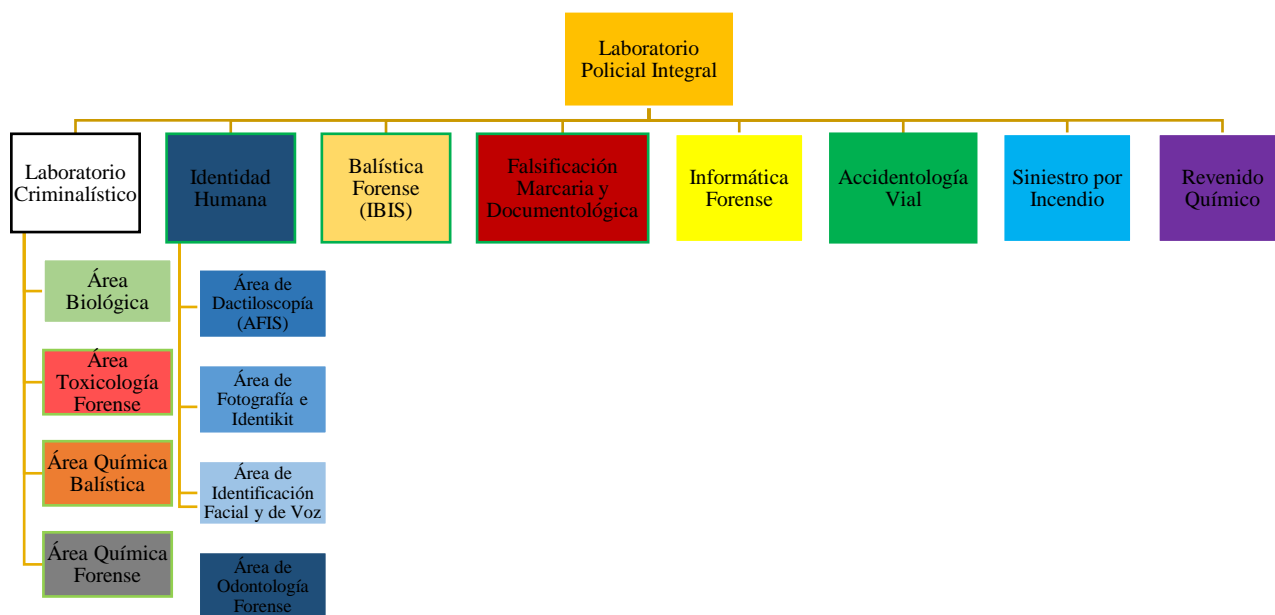 Laboratorio
Policial Integral
Laboratorio
Criminalístico
Identidad
Humana
Balística
Forense
(IBIS)
Falsificación
Marcaria y
Documentológica
Informática
Forense
Accidentología
Vial
Siniestro por
Incendio
Revenido
Químico
Área
Biológica
Área
Toxicología
Forense
Área Química
Balística
Área Química
Forense
Área de
Dactiloscopía
(AFIS)
Área de
Fotografía e
Identikit
Área de
Identificación
Facial y de Voz
Área de
Odontología
Forense